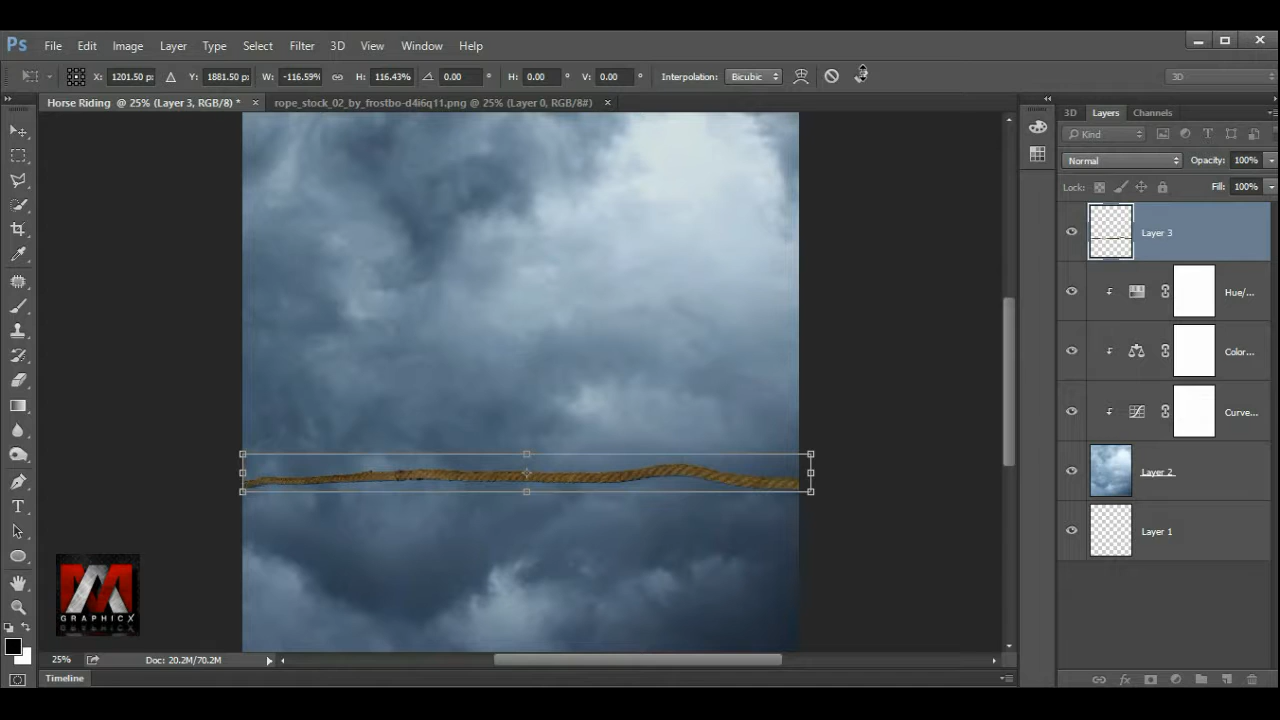 Ps File Edit Image Layer Type Select Filter 3D View Window Help
X: 1201.50 px Y: 1881.50 px W: -116.59% H: 116.43% 0.00 ° H: 0.00 ° V: 0.00 ° Interpolation: Bicubic 3D
Horse Riding @ 25% (Layer 3, RGB/8) * × rope_stock_02_by_frostbo-d4i6q11.png @ 25% (Layer 0, RGB/8#) ×
3D Layers Channels
Kind
Normal Opacity: 100%
Lock: Fill: 100%
Layer 3
Hue/...
Color...
Curve...
Layer 2
Layer 1
GRAPHICX
25% Doc: 20.2M/70.2M
Timeline